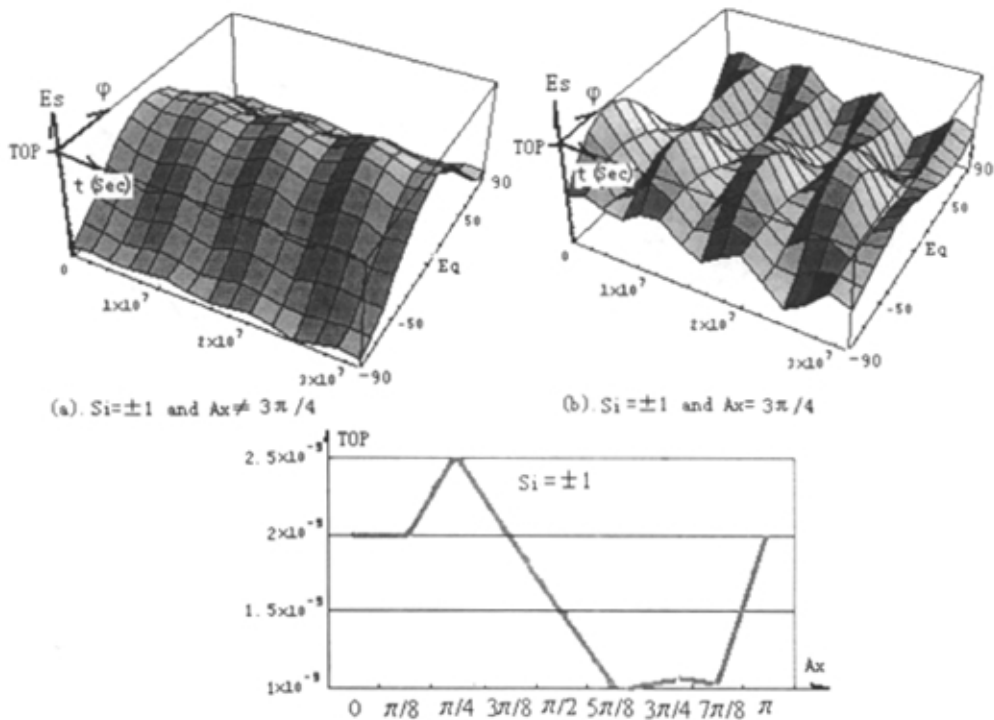 Es
φ
TOP
t (Sec)
0
1×10⁷
2×10⁷
3×10⁷
-90
-50
Eq
50
90
(a). Si=±1 and Ax≠ 3π/4
Es
φ
TOP
t (Sec)
0
1×10⁷
2×10⁷
3×10⁷
-90
-50
Eq
50
90
(b). Si=±1 and Ax= 3π/4
TOP
2.5×10⁻⁹
Si=±1
2×10⁻⁹
1.5×10⁻⁹
1×10⁻⁹
Ax
0 π/8 π/4 3π/8 π/2 5π/8 3π/4 7π/8 π